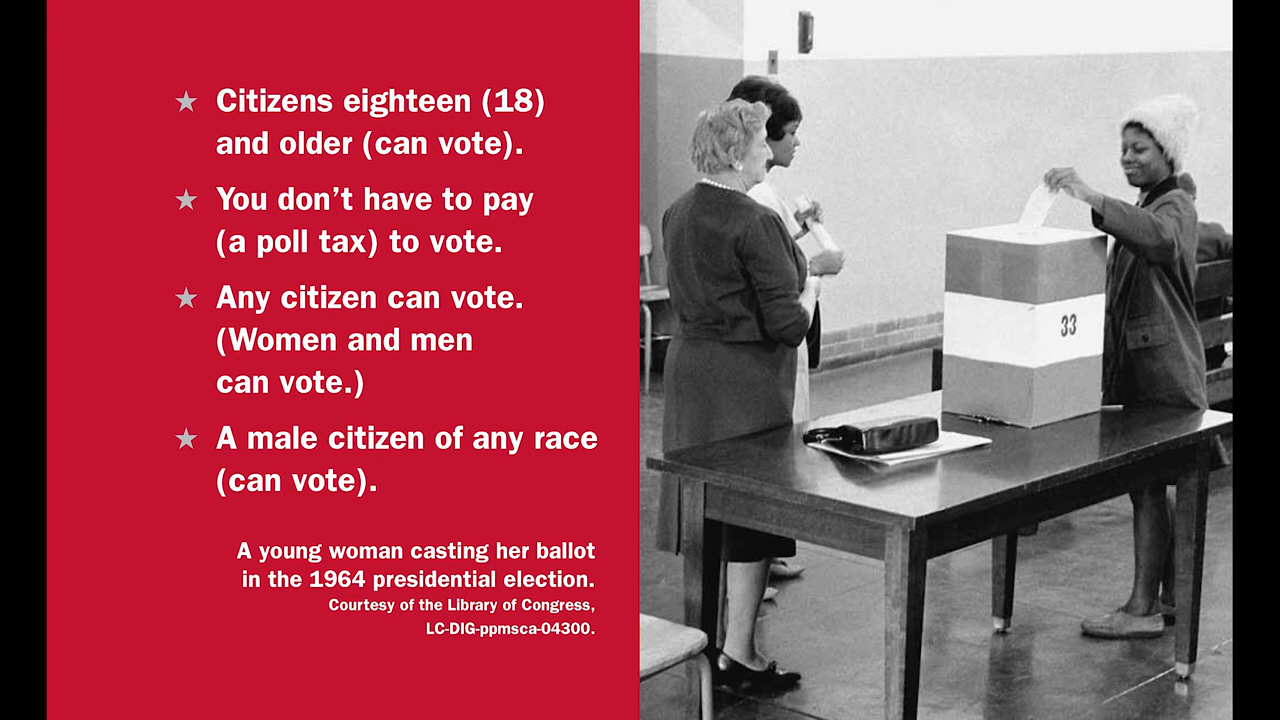 ★ Citizens eighteen (18)
and older (can vote).
★ You don’t have to pay
(a poll tax) to vote.
★ Any citizen can vote.
(Women and men
can vote.)
★ A male citizen of any race
(can vote).
A young woman casting her ballot
in the 1964 presidential election.
Courtesy of the Library of Congress,
LC-DIG-ppmsca-04300.
33